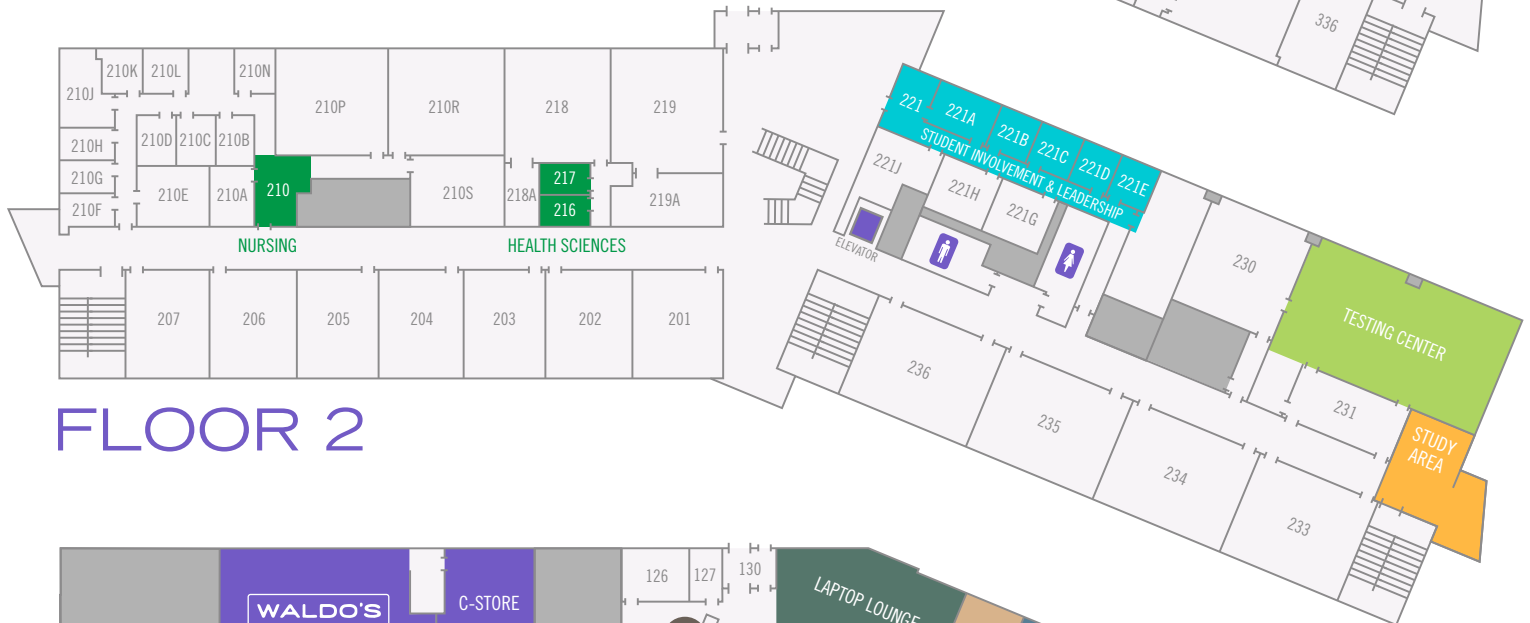 336
210K
210L
210N
210J
210P
210R
218
219
210H
210D
210C
210B
210G
210F
210E
210A
210
210S
218A
217
216
219A
NURSING
HEALTH SCIENCES
207
206
205
204
203
202
201
FLOOR 2
221
221A
221B
221C
221D
221E
STUDENT INVOLVEMENT & LEADERSHIP
221J
221H
221G
ELEVATOR
230
TESTING CENTER
236
235
234
233
231
STUDY
AREA
WALDO'S
C-STORE
126
127
130
LAPTOP LOUNGE